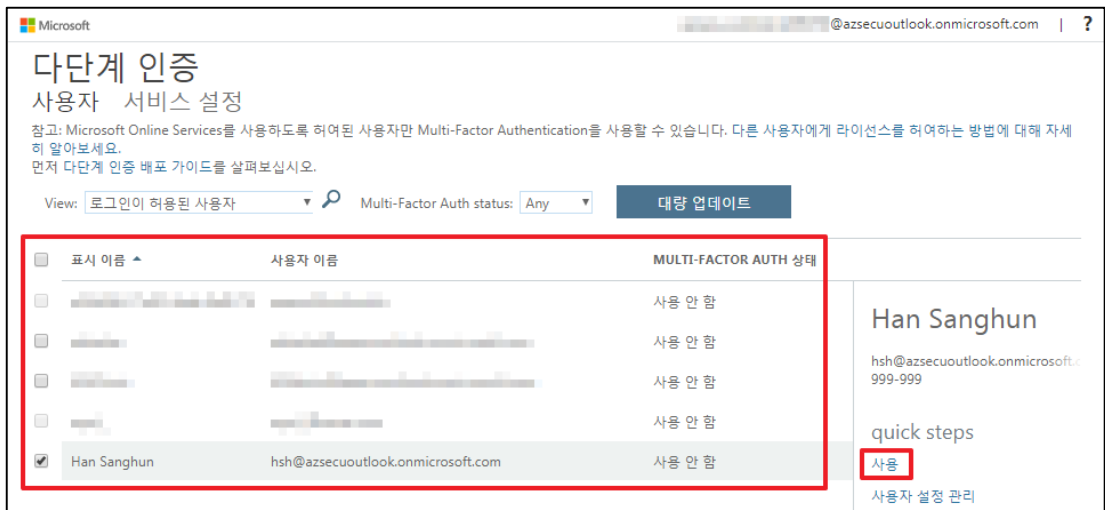 Microsoft
@azsecuoutlook.onmicrosoft.com | ?
다단계 인증
사용자 서비스 설정
참고: Microsoft Online Services를 사용하도록 허여된 사용자만 Multi-Factor Authentication을 사용할 수 있습니다. 다른 사용자에게 라이선스를 허여하는 방법에 대해 자세
히 알아보세요.
먼저 다단계 인증 배포 가이드를 살펴보십시오.
View: 로그인이 허용된 사용자 Multi-Factor Auth status: Any 대량 업데이트
표시 이름 사용자 이름 MULTI-FACTOR AUTH 상태
사용 안 함
사용 안 함
사용 안 함
사용 안 함
Han Sanghun hsh@azsecuoutlook.onmicrosoft.com 사용 안 함
Han Sanghun
hsh@azsecuoutlook.onmicrosoft.
999-999
quick steps
사용
사용자 설정 관리